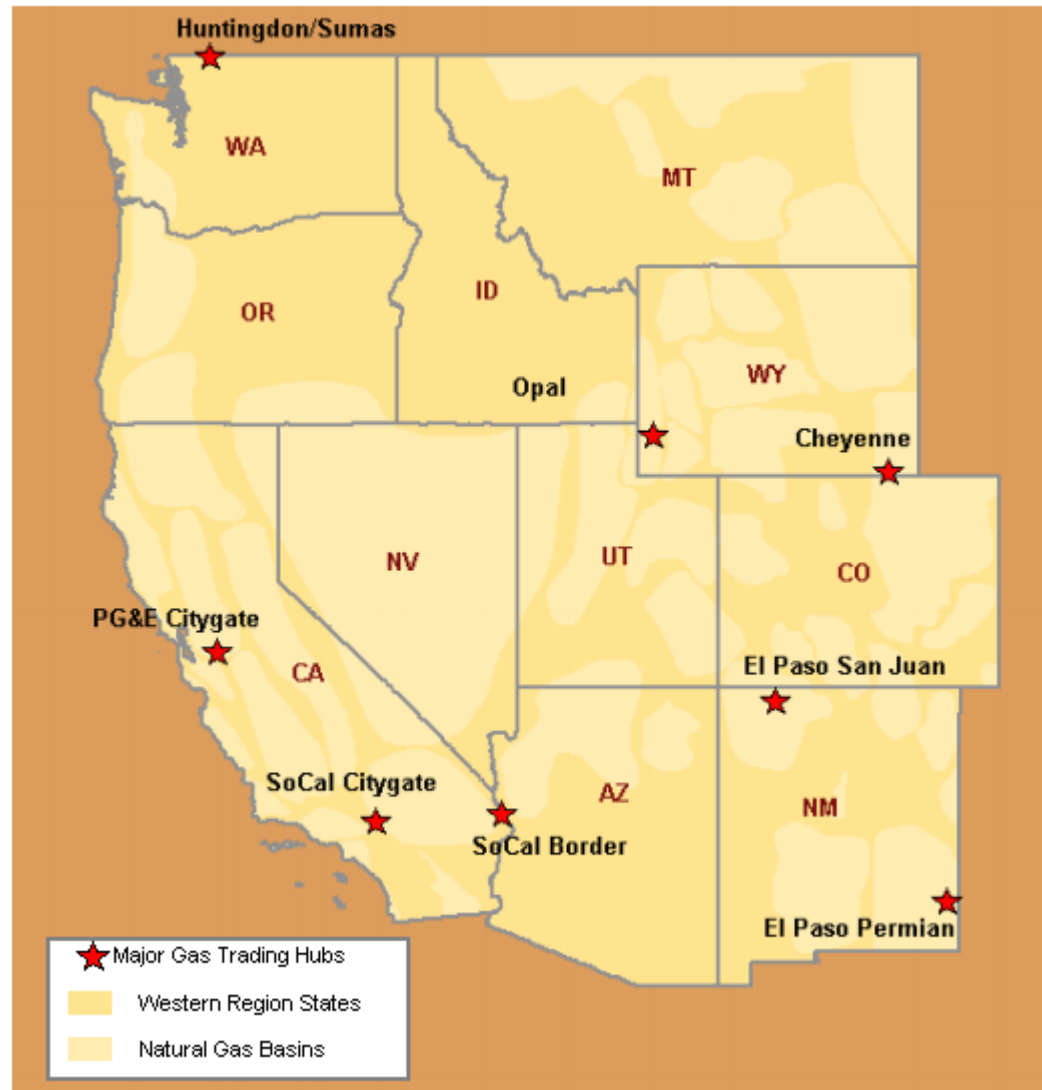 Huntingdon/Sumas
WA
MT
ID
OR
WY
Opal
Cheyenne
NV
UT
CO
PG&E Citygate
CA
El Paso San Juan
SoCal Citygate
AZ
NM
SoCal Border
El Paso Permian
Major Gas Trading Hubs
Western Region States
Natural Gas Basins